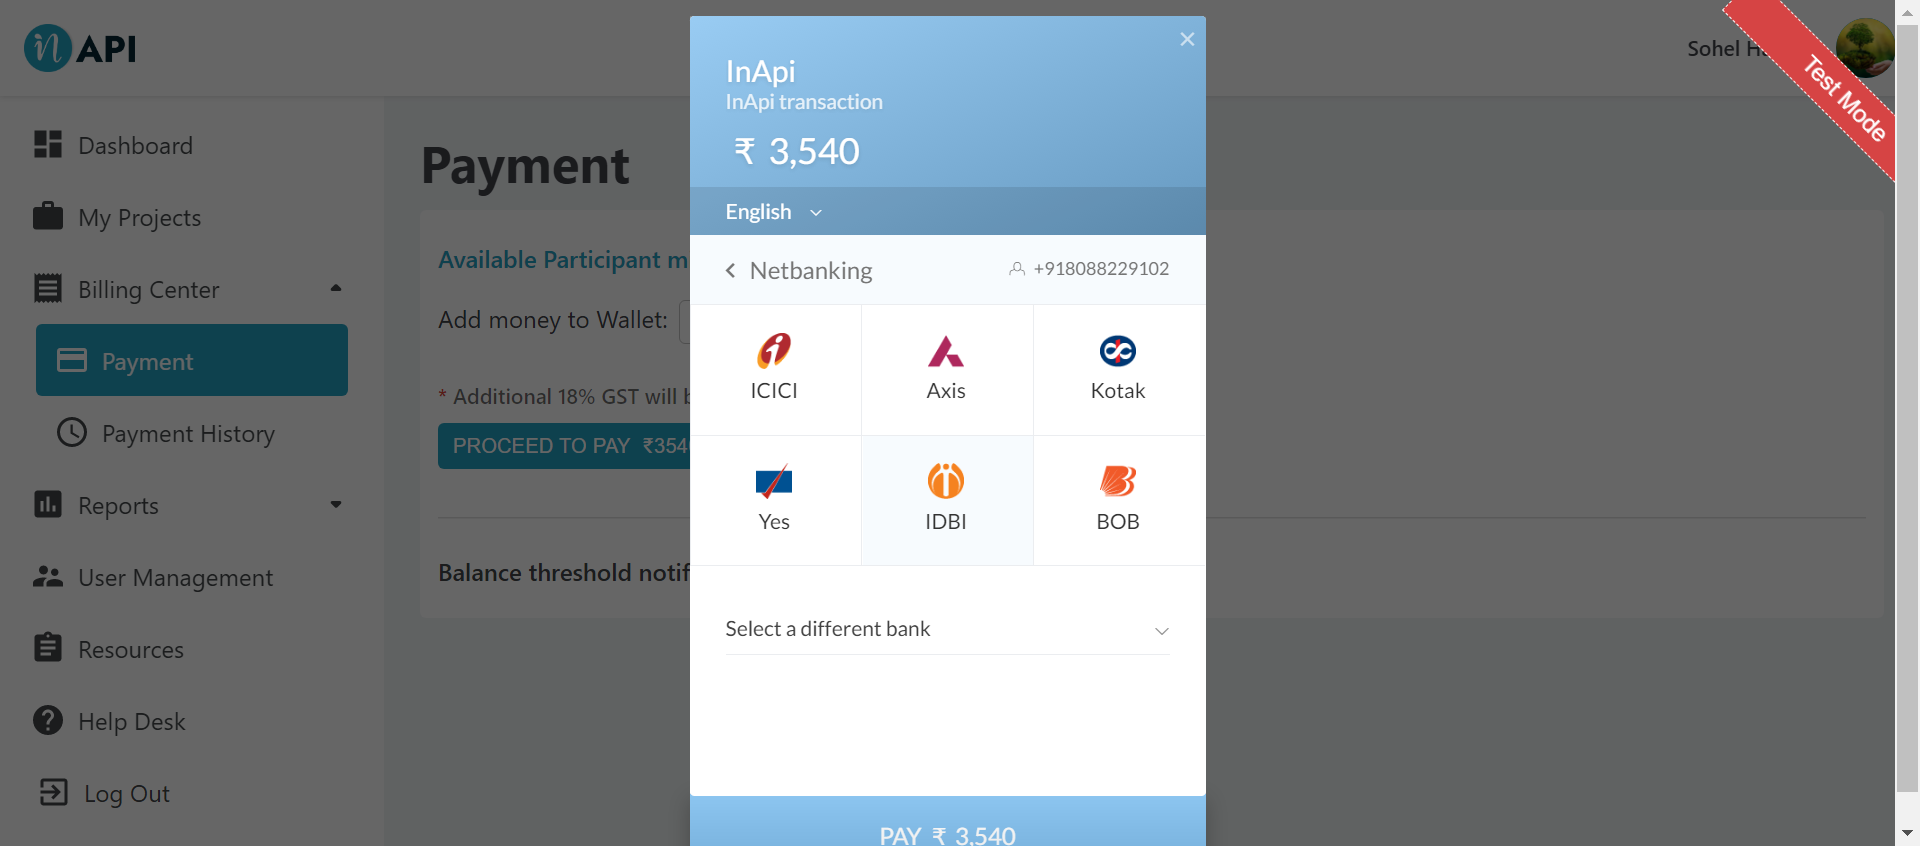 in API
Sohel
Test Mode
Dashboard
My Projects
Billing Center
Payment
Payment History
Reports
User Management
Resources
Help Desk
Log Out
Payment
Available Participant m
Add money to Wallet:
* Additional 18% GST will b
PROCEED TO PAY ₹354
Balance threshold notif
InApi
InApi transaction
₹ 3,540
English
Netbanking
+918088229102
ICICI
Axis
Kotak
Yes
IDBI
BOB
Select a different bank
PAY ₹ 3,540